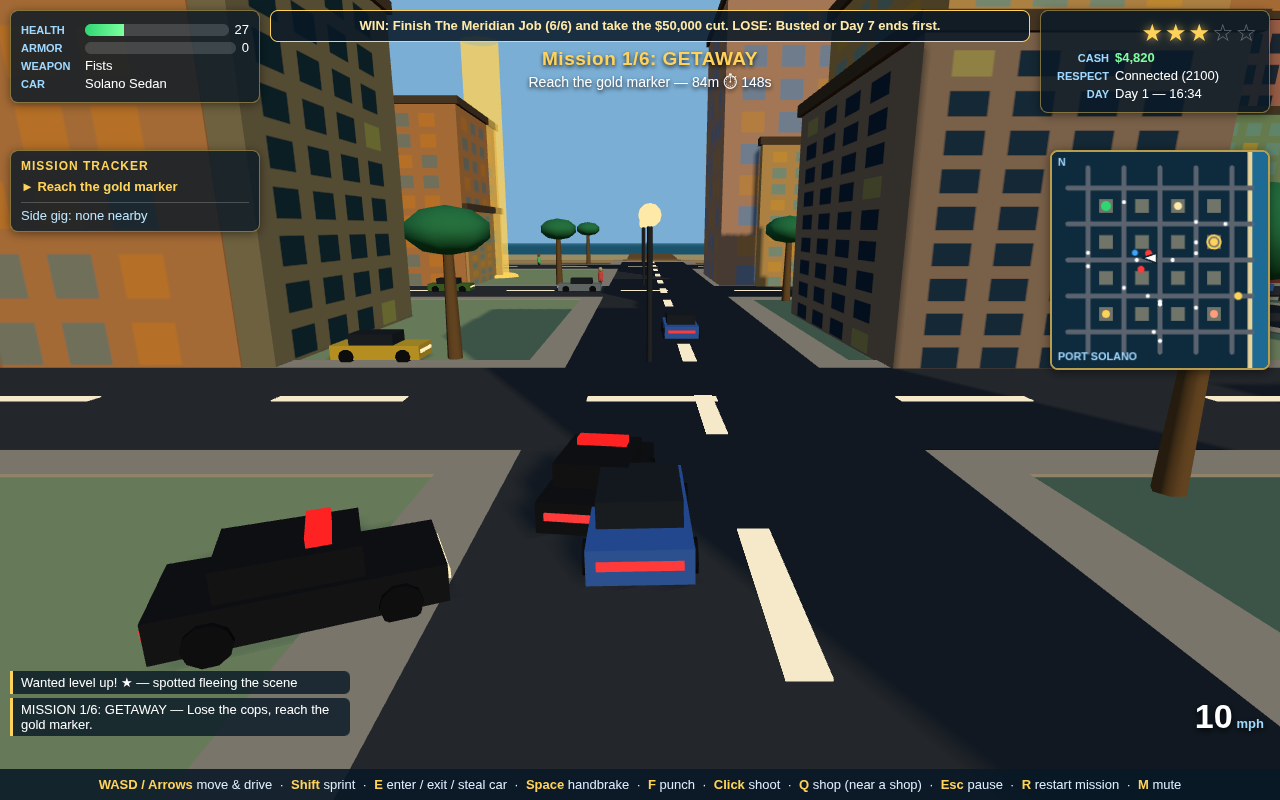 WIN: Finish The Meridian Job (6/6) and take the $50,000 cut. LOSE: Busted or Day 7 ends first.
HEALTH 27
ARMOR 0
WEAPON Fists
CAR Solano Sedan
Mission 1/6: GETAWAY
Reach the gold marker — 84m ⏱ 148s
★★★☆☆
CASH $4,820
RESPECT Connected (2100)
DAY Day 1 — 16:34
MISSION TRACKER
► Reach the gold marker
Side gig: none nearby
N
PORT SOLANO
Wanted level up! ★ — spotted fleeing the scene
MISSION 1/6: GETAWAY — Lose the cops, reach the
gold marker.
10 mph
WASD / Arrows move & drive · Shift sprint · E enter / exit / steal car · Space handbrake · F punch · Click shoot · Q shop (near a shop) · Esc pause · R restart mission · M mute